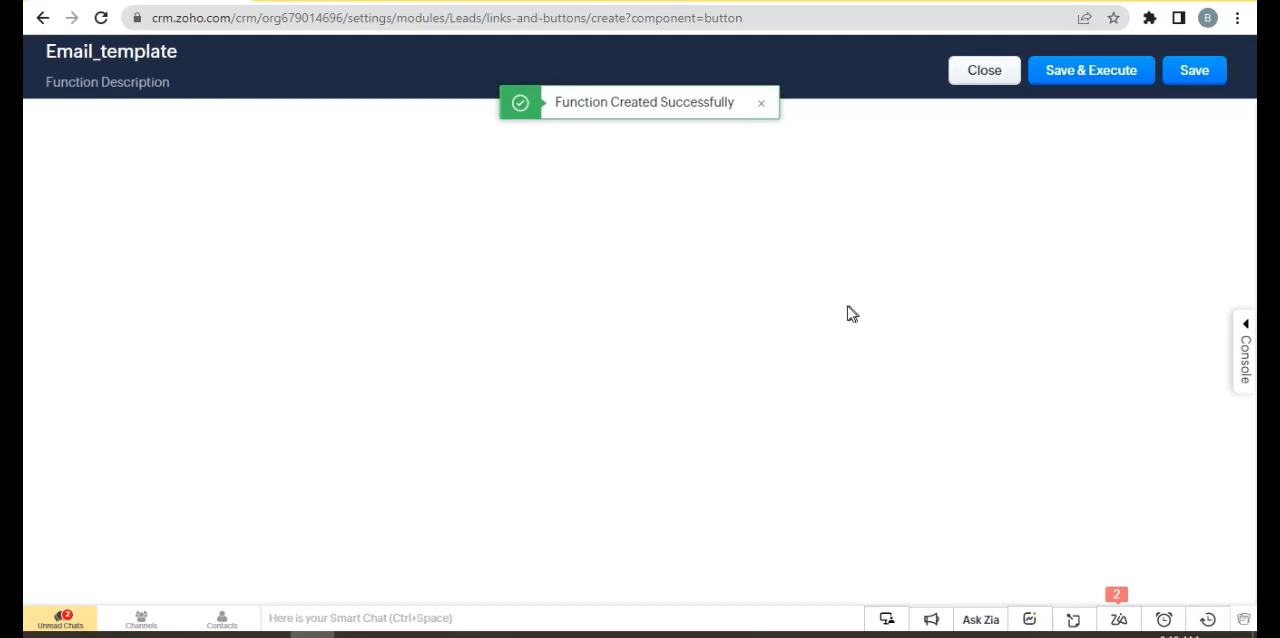 crm.zoho.com/crm/org679014696/settings/modules/Leads/links-and-buttons/create?component=button
B
Email_template
Function Description
Close
Save & Execute
Save
Function Created Successfully
×
Console
2
2
Unread Chats
Channels
Contacts
Here is your Smart Chat (Ctrl+Space)
Ask Zia